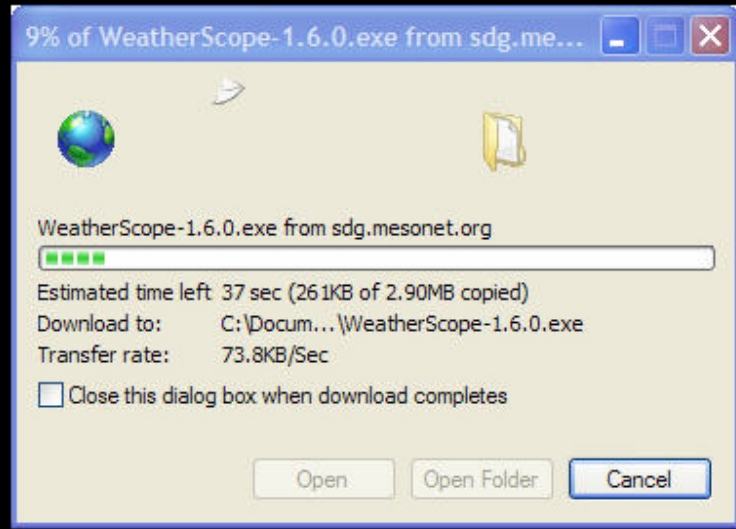 9% of WeatherScope-1.6.0.exe from sdg.me...
WeatherScope-1.6.0.exe from sdg.mesonet.org
Estimated time left 37 sec (261KB of 2.90MB copied)
Download to: C:\Docum...\WeatherScope-1.6.0.exe
Transfer rate: 73.8KB/Sec
Close this dialog box when download completes
Open Open Folder Cancel